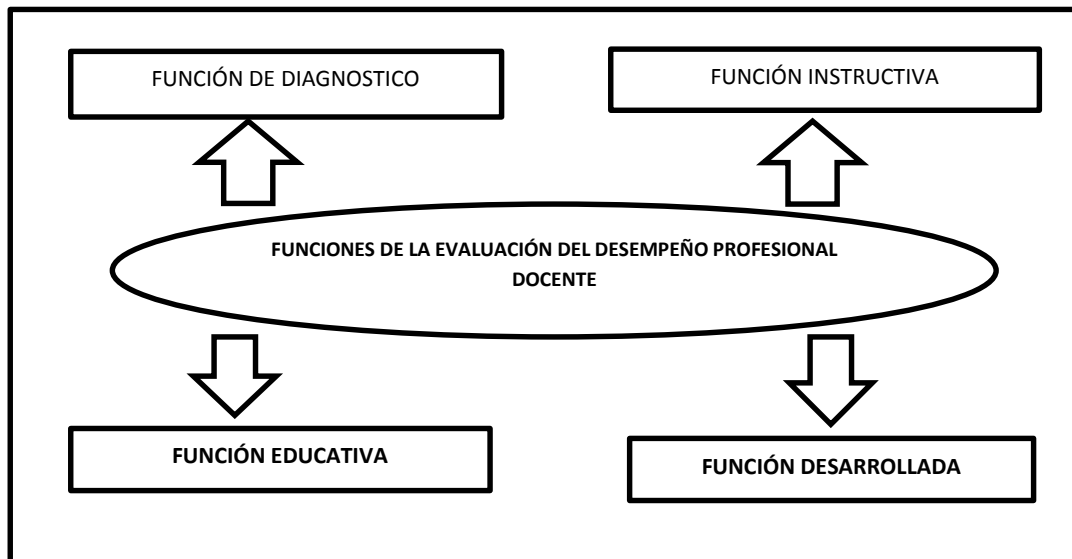 FUNCIÓN DE DIAGNOSTICO
FUNCIÓN INSTRUCTIVA
FUNCIONES DE LA EVALUACIÓN DEL DESEMPEÑO PROFESIONAL
DOCENTE
FUNCIÓN EDUCATIVA
FUNCIÓN DESARROLLADA